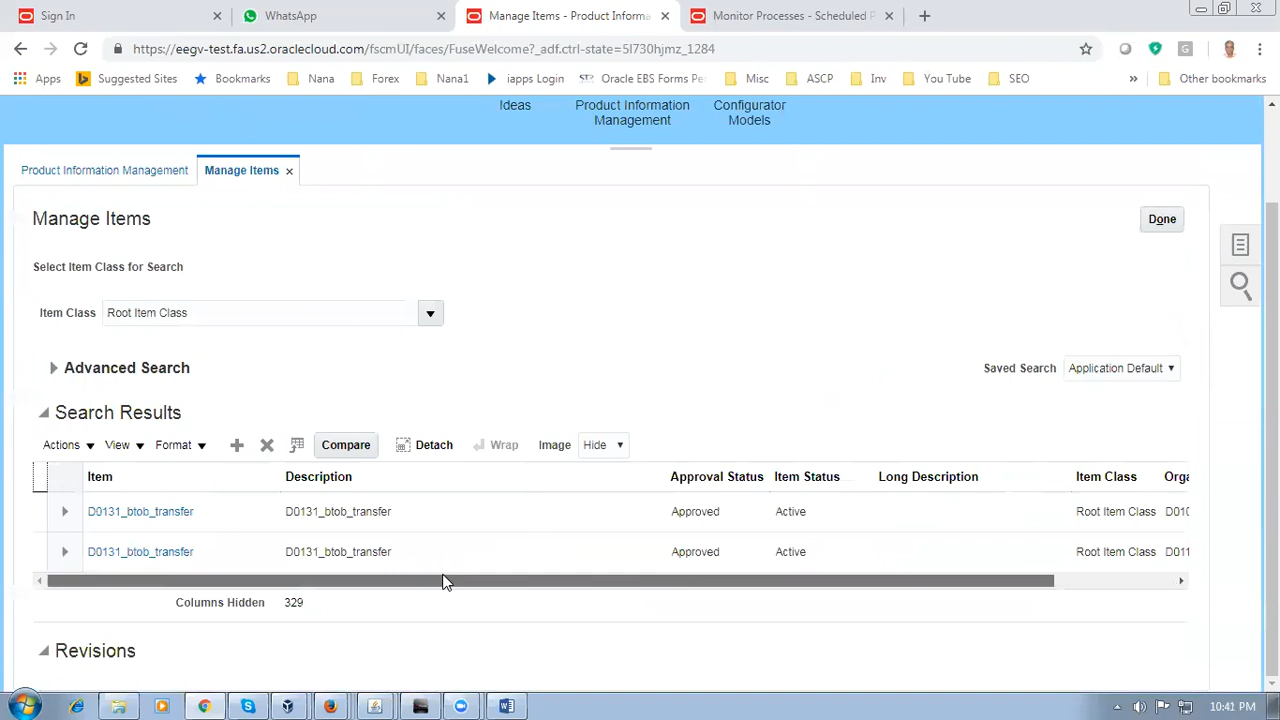 Sign In
WhatsApp
Manage Items - Product Informa
Monitor Processes - Scheduled P
https://eegv-test.fa.us2.oraclecloud.com/fscmUI/faces/FuseWelcome?_adf.ctrl-state=5l730hjmz_1284
Apps Suggested Sites Bookmarks Nana Forex Nana1 iapps Login Oracle EBS Forms Pe Misc ASCP Inv You Tube SEO » Other bookmarks
Ideas
Product Information Management
Configurator Models
Product Information Management
Manage Items
Manage Items
Done
Select Item Class for Search
Item Class Root Item Class
Advanced Search
Saved Search Application Default
Search Results
Actions View Format Compare Detach Wrap Image Hide
Item Description Approval Status Item Status Long Description Item Class Orga
D0131_btob_transfer D0131_btob_transfer Approved Active Root Item Class D010
D0131_btob_transfer D0131_btob_transfer Approved Active Root Item Class D011
Columns Hidden 329
Revisions
10:41 PM